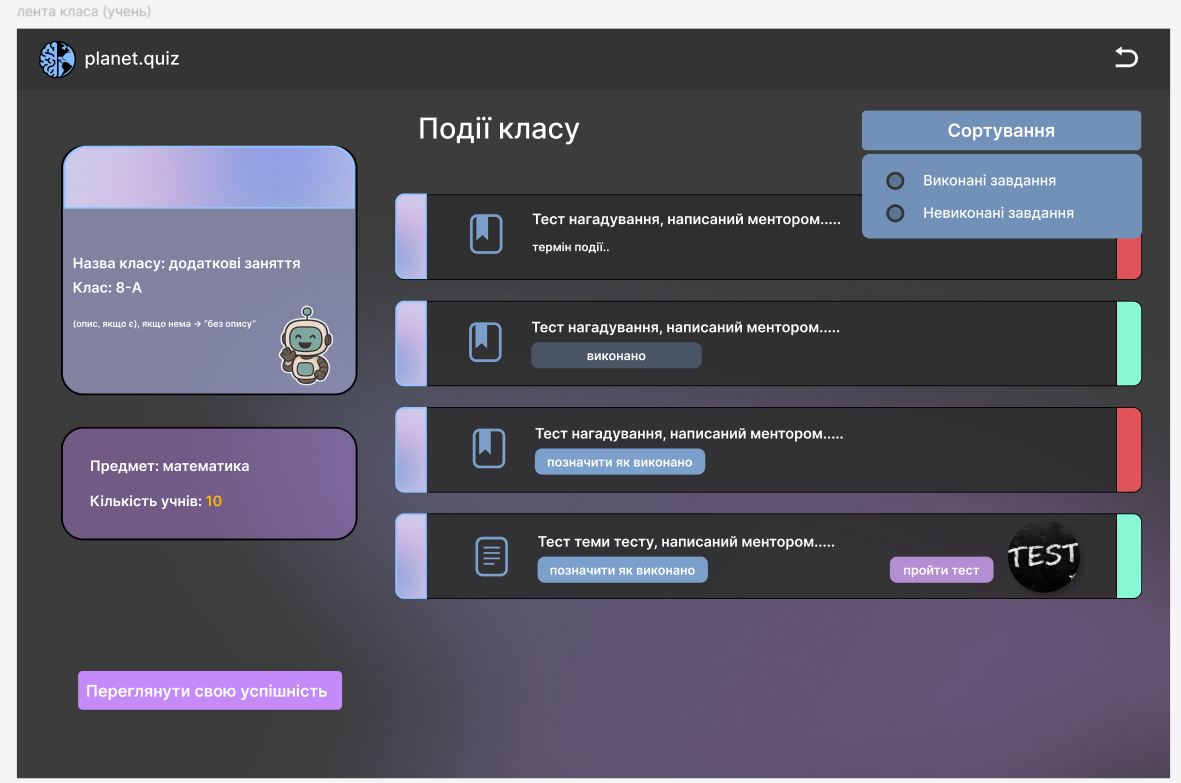 лента класа (учень)
planet.quiz
Події класу
Сортування
Виконані завдання
Невиконані завдання
Назва класу: додаткові заняття
Клас: 8-А
(опис, якщо є), якщо нема → "без опису"
Предмет: математика
Кількість учнів: 10
Переглянути свою успішність
Тест нагадування, написаний ментором.....
термін події..
Тест нагадування, написаний ментором.....
виконано
Тест нагадування, написаний ментором.....
позначити як виконано
Тест теми тесту, написаний ментором.....
позначити як виконано
пройти тест
TEST